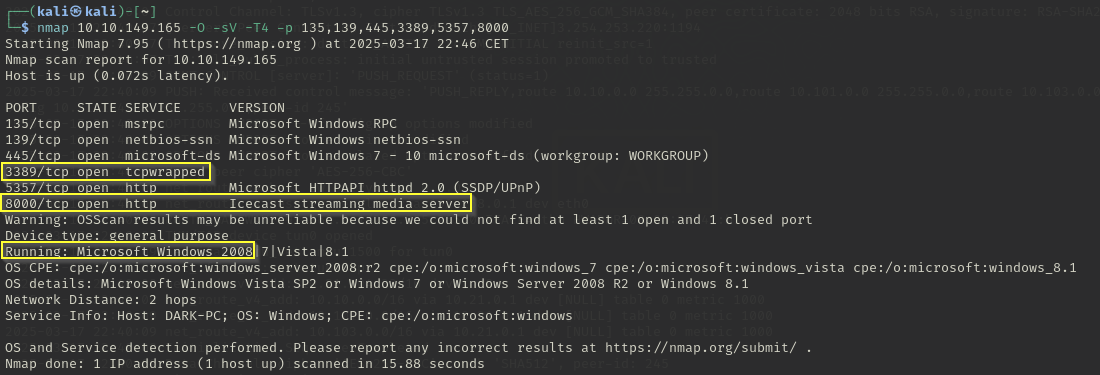 ┌──(kali㉿kali)-[~]
└─$ nmap 10.10.149.165 -O -sV -T4 -p 135,139,445,3389,5357,8000
Starting Nmap 7.95 ( https://nmap.org ) at 2025-03-17 22:46 CET
Nmap scan report for 10.10.149.165
Host is up (0.072s latency).

PORT     STATE SERVICE      VERSION
135/tcp  open  msrpc        Microsoft Windows RPC
139/tcp  open  netbios-ssn  Microsoft Windows netbios-ssn
445/tcp  open  microsoft-ds Microsoft Windows 7 - 10 microsoft-ds (workgroup: WORKGROUP)
3389/tcp open  tcpwrapped
5357/tcp open  http         Microsoft HTTPAPI httpd 2.0 (SSDP/UPnP)
8000/tcp open  http         Icecast streaming media server
Warning: OSScan results may be unreliable because we could not find at least 1 open and 1 closed port
Device type: general purpose
Running: Microsoft Windows 2008|7|Vista|8.1
OS CPE: cpe:/o:microsoft:windows_server_2008:r2 cpe:/o:microsoft:windows_7 cpe:/o:microsoft:windows_vista cpe:/o:microsoft:windows_8.1
OS details: Microsoft Windows Vista SP2 or Windows 7 or Windows Server 2008 R2 or Windows 8.1
Network Distance: 2 hops
Service Info: Host: DARK-PC; OS: Windows; CPE: cpe:/o:microsoft:windows

OS and Service detection performed. Please report any incorrect results at https://nmap.org/submit/ .
Nmap done: 1 IP address (1 host up) scanned in 15.88 seconds